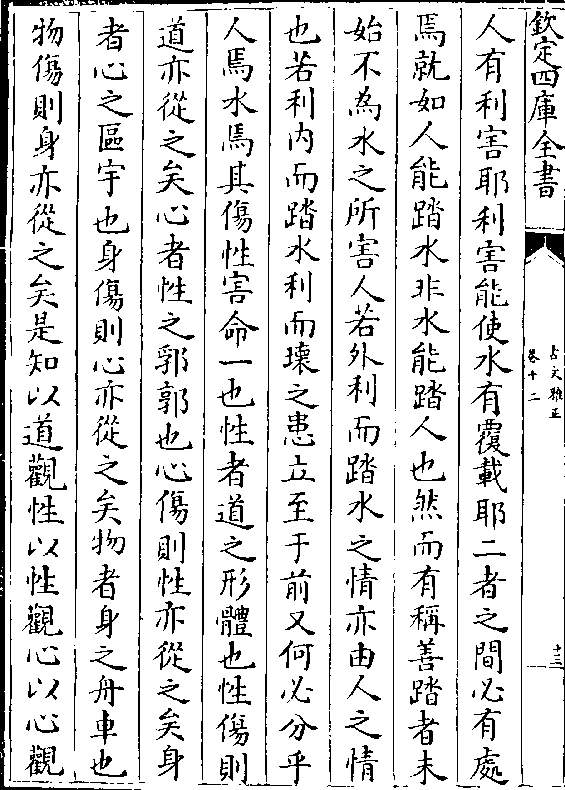 欽定四庫全書
古文雅正
卷十二
十三
人有利害耶利害能使水有覆載耶二者之間必有處
焉就如人能踏水非水能踏人也然而有稱善踏者未
始不為水之所害人若外利而踏水之情亦由人之情
也若利内而踏水利而壞之患立至于前又何必分乎
人焉水焉其傷性害命一也性者道之形體也性傷則
道亦從之矣心者性之郛郭也心傷則性亦從之矣身
者心之區宇也身傷則心亦從之矣物者身之舟車也
物傷則身亦從之矣是知以道觀性以性觀心以心觀